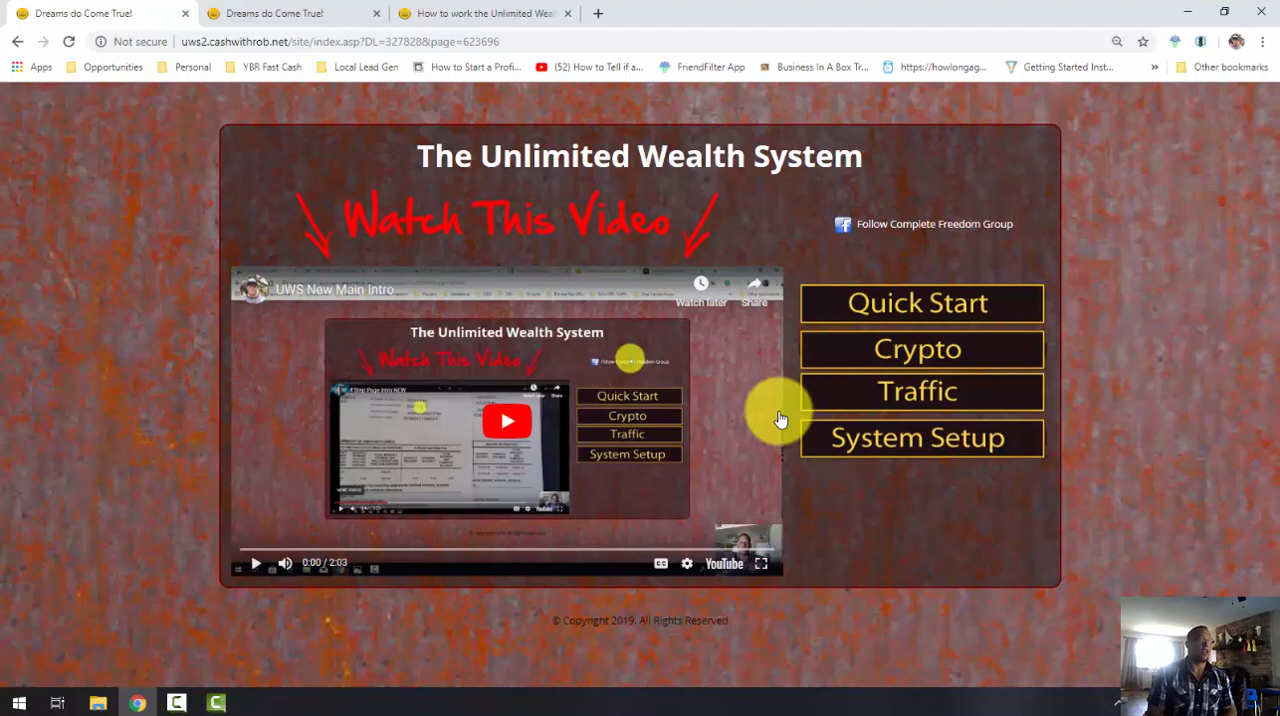 Dreams do Come True!
Dreams do Come True!
How to work the Unlimited Wea
Not secure
uws2.cashwithrob.net/site/index.asp?DL=327828&page=623696
Apps
Opportunities
Personal
YBR Fast Cash
Local Lead Gen
How to Start a Profi...
(52) How to Tell if a...
FriendFilter App
Business In A Box Tr...
https://howlongag...
Getting Started Inst...
Other bookmarks
The Unlimited Wealth System
Watch This Video
Follow Complete Freedom Group
UWS New Main Intro
Watch later
Share
The Unlimited Wealth System
Watch This Video
Quick Start
Crypto
Traffic
System Setup
Quick Start
Crypto
Traffic
System Setup
0:00 / 2:03
CC
YouTube
© Copyright 2019, All Rights Reserved